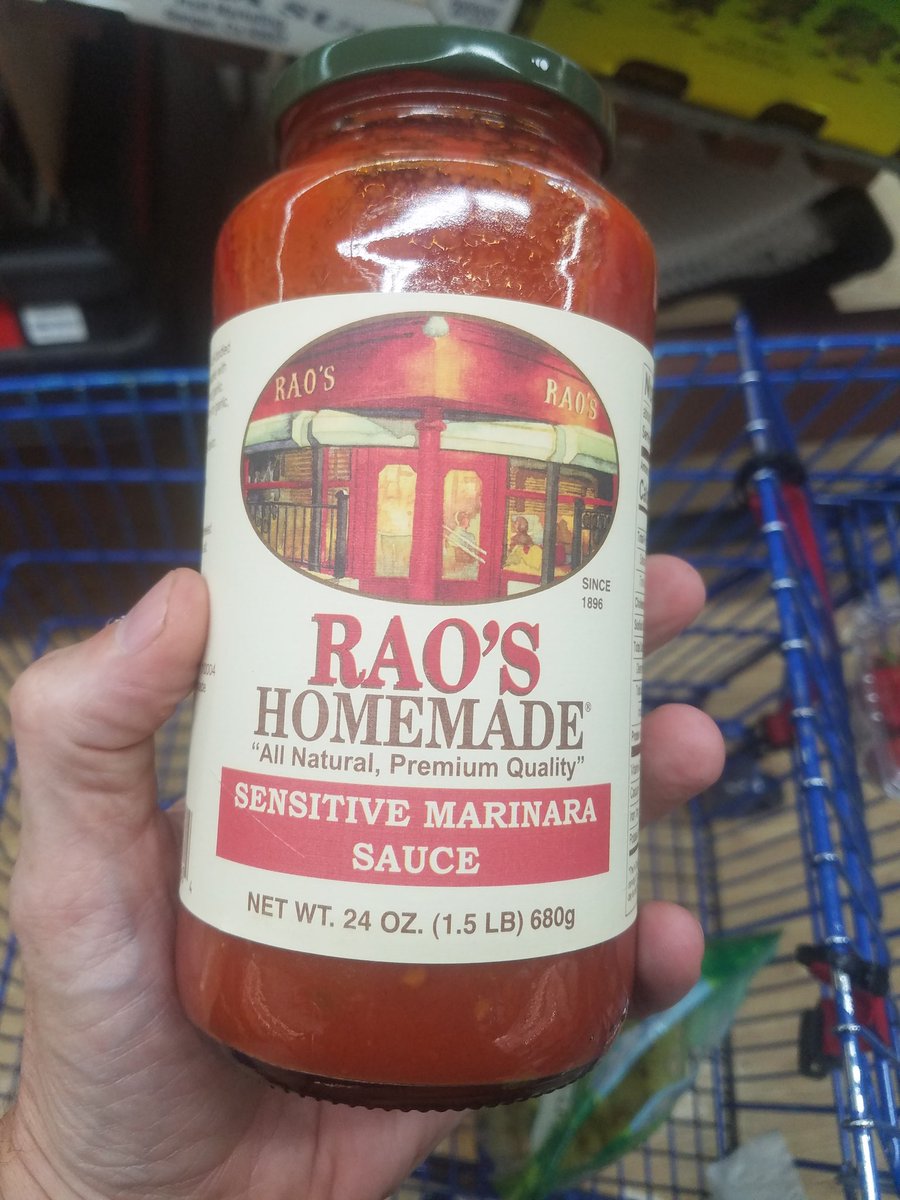 RAO'S
RAO'S
SINCE
1896
RAO'S
HOMEMADE®
"All Natural, Premium Quality"
SENSITIVE MARINARA
SAUCE
NET WT. 24 OZ. (1.5 LB) 680g